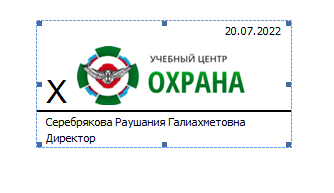 20.07.2022
УЧЕБНЫЙ ЦЕНТР
ОХРАНА
X
Серебрякова Раушания Галиахметовна
Директор